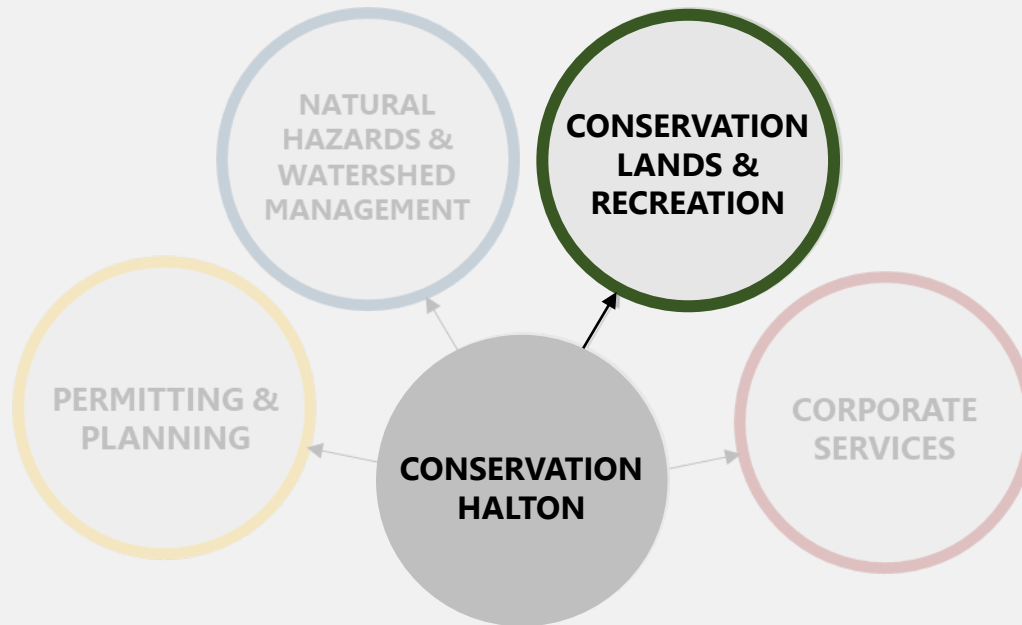 NATURAL
HAZARDS &
WATERSHED
MANAGEMENT
CONSERVATION
LANDS &
RECREATION
PERMITTING &
PLANNING
CORPORATE
SERVICES
CONSERVATION
HALTON